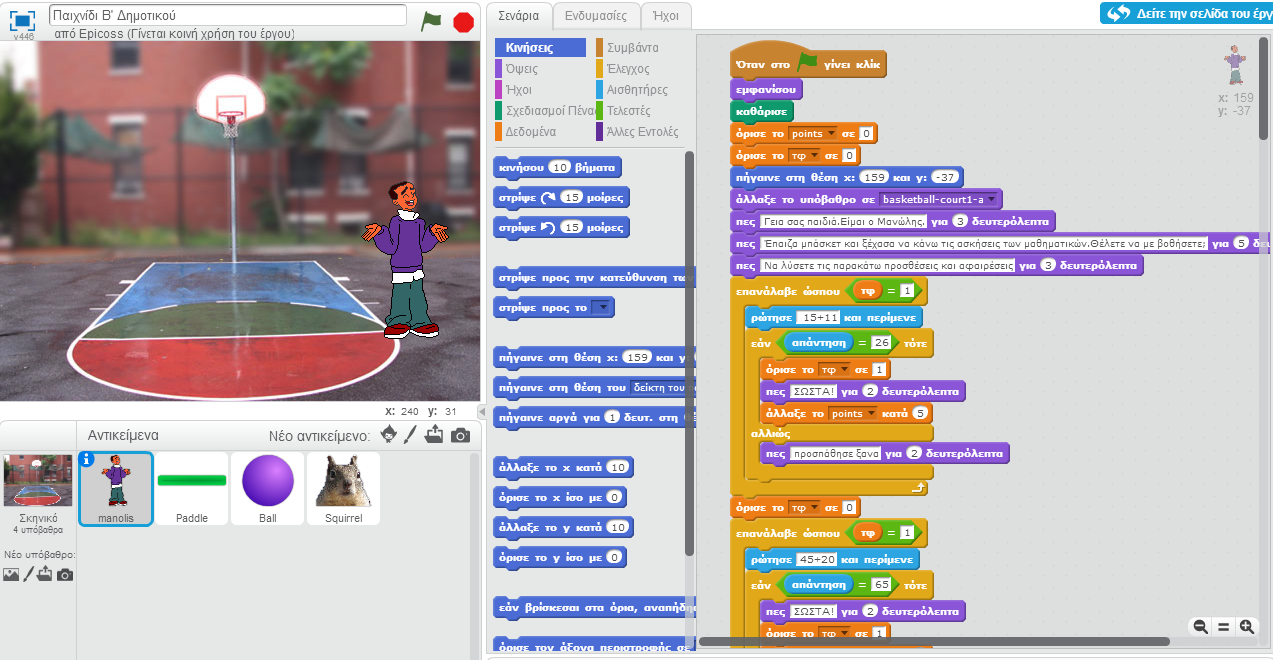 Παιχνίδι Β' Δημοτικού
από Epicoss (Γίνεται κοινή χρήση του έργου)
v446
x: 240 y: 31
Αντικείμενα
Νέο αντικείμενο:
Σκηνικό
4 υπόβαθρα
Νέο υπόβαθρο:
manolis
Paddle
Ball
Squirrel
Σενάρια
Ενδυμασίες
Ήχοι
Δείτε την σελίδα του έργ
Κινήσεις
Όψεις
Ήχοι
Σχεδιασμοί Πένας
Δεδομένα
Συμβάντα
Έλεγχος
Αισθητήρες
Τελεστές
Άλλες Εντολές
κινήσου 10 βήματα
στρίψε 15 μοίρες
στρίψε 15 μοίρες
στρίψε προς την κατεύθυνση των
στρίψε προς το
πήγαινε στη θέση x: 159 και y
πήγαινε στη θέση του δείκτη του
πήγαινε αργά για 1 δευτ. στη θ
άλλαξε το x κατά 10
όρισε το x ίσο με 0
άλλαξε το y κατά 10
όρισε το y ίσο με 0
εάν βρίσκεσαι στα όρια, αναπήδη
όρισε τον άξονα περιστροφής σε
x: 159
y: -37
Όταν στο γίνει κλίκ
εμφανίσου
καθάρισε
όρισε το points σε 0
όρισε το τφ σε 0
πήγαινε στη θέση x: 159 και y: -37
άλλαξε το υπόβαθρο σε basketball-court1-a
πες Γεια σας παιδιά.Είμαι ο Μανώλης. για 3 δευτερόλεπτα
πες Έπαιζα μπάσκετ και ξέχασα να κάνω τις ασκήσεις των μαθηματικών.Θέλετε να με βοθήσετε; για 5 δευ
πες Να λύσετε τις παρακάτω προσθέσεις και αφαιρέσεις για 3 δευτερόλεπτα
επανάλαβε ώσπου τφ = 1
ρώτησε 15+11 και περίμενε
εάν απάντηση = 26 τότε
όρισε το τφ σε 1
πες ΣΩΣΤΑ! για 2 δευτερόλεπτα
άλλαξε το points κατά 5
αλλιώς
πες προσπάθησε ξανα για 2 δευτερόλεπτα
όρισε το τφ σε 0
επανάλαβε ώσπου τφ = 1
ρώτησε 45+20 και περίμενε
εάν απάντηση = 65 τότε
πες ΣΩΣΤΑ! για 2 δευτερόλεπτα
όρισε το τφ σε 1